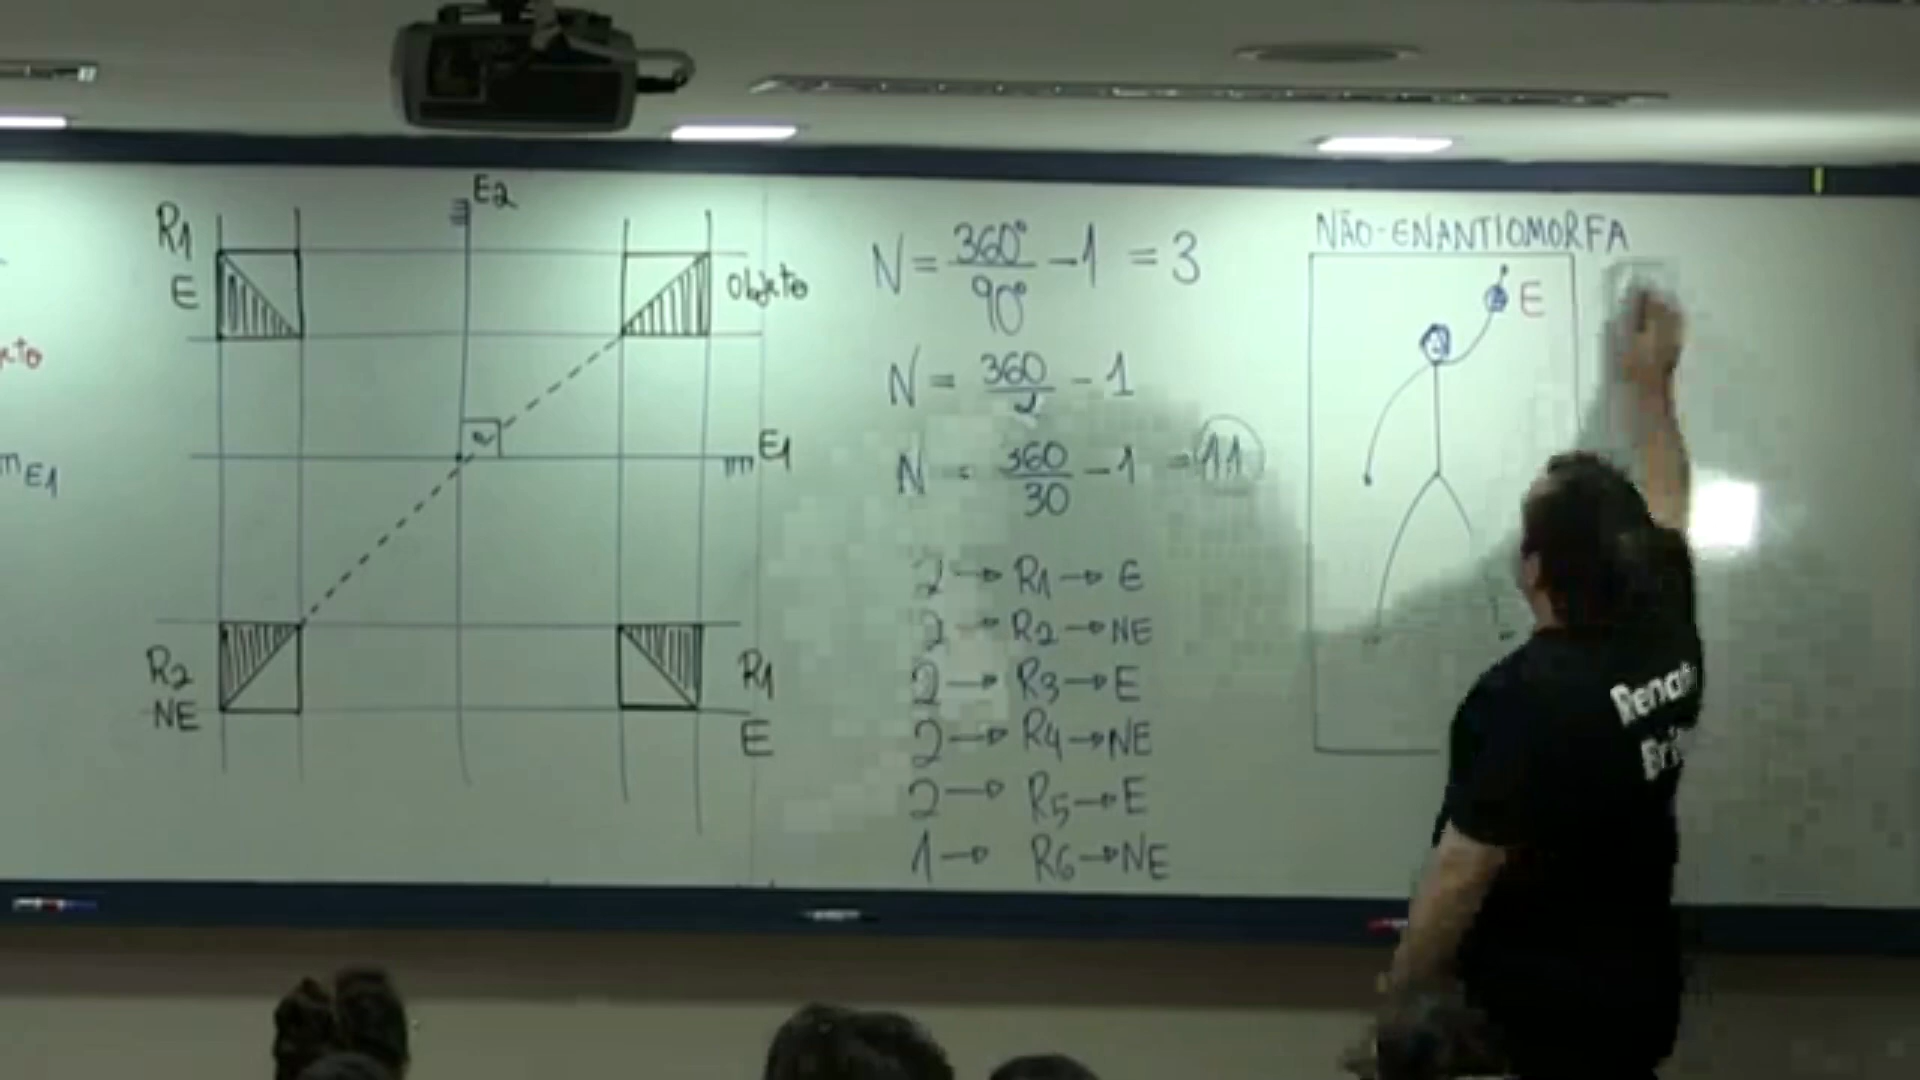 E2
R1
E
Objeto
E1
R2
NE
R1
E
m E1
N = 360° / 90° - 1 = 3
N = 360 / 2 - 1
N = 360 / 30 - 1 = 11
2 → R1 → E
2 → R2 → NE
2 → R3 → E
2 → R4 → NE
2 → R5 → E
1 → R6 → NE
NÃO-ENANTIOMORFA
E